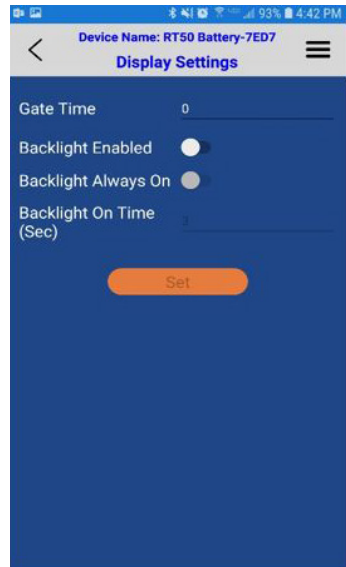 93% 4:42 PM
Device Name: RT50 Battery-7ED7
Display Settings
Gate Time 0
Backlight Enabled
Backlight Always On
Backlight On Time
(Sec)
Set